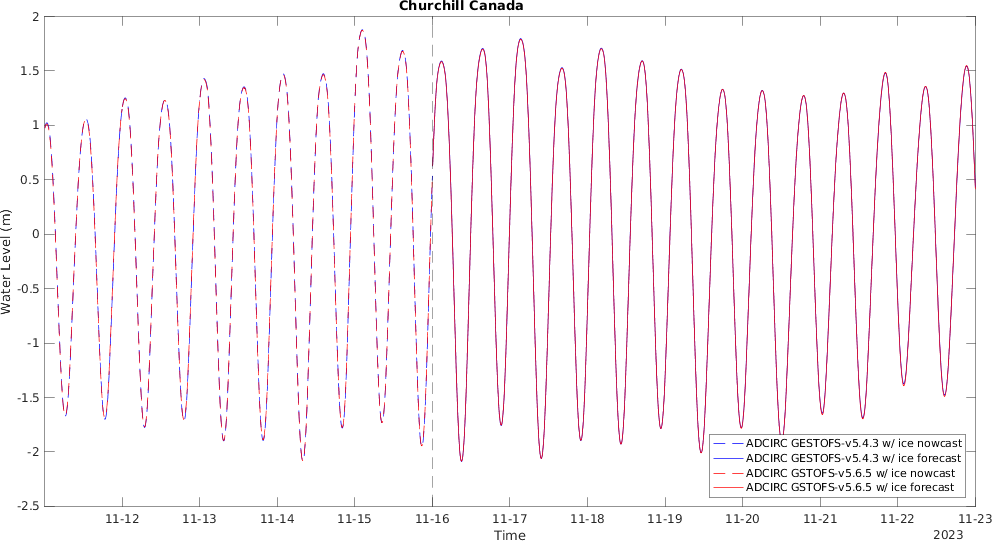 Churchill Canada
2
1.5
1
0.5
0
-0.5
-1
-1.5
-2
-2.5
Water Level (m)
ADCIRC GESTOFS-v5.4.3 w/ ice nowcast
ADCIRC GESTOFS-v5.4.3 w/ ice forecast
ADCIRC GSTOFS-v5.6.5 w/ ice nowcast
ADCIRC GSTOFS-v5.6.5 w/ ice forecast
11-12 11-13 11-14 11-15 11-16 11-17 11-18 11-19 11-20 11-21 11-22 11-23
Time
2023